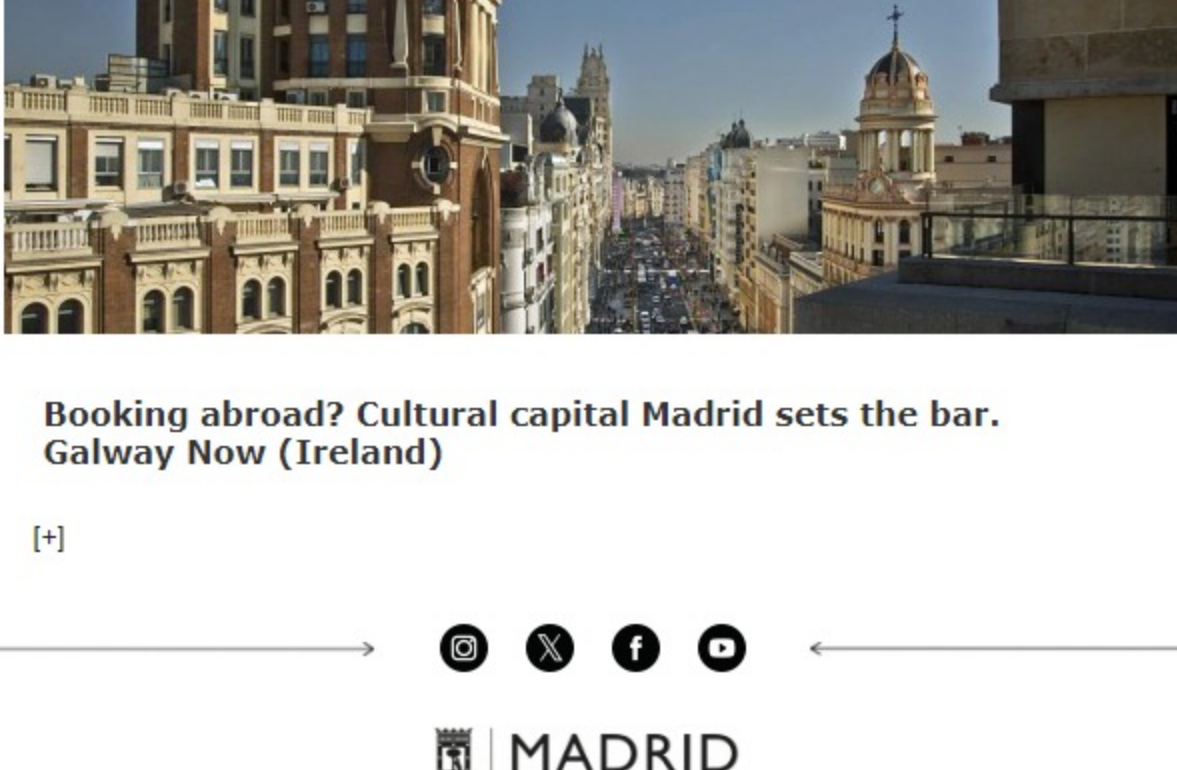 Booking abroad? Cultural capital Madrid sets the bar.
Galway Now (Ireland)
[+]
MADRID